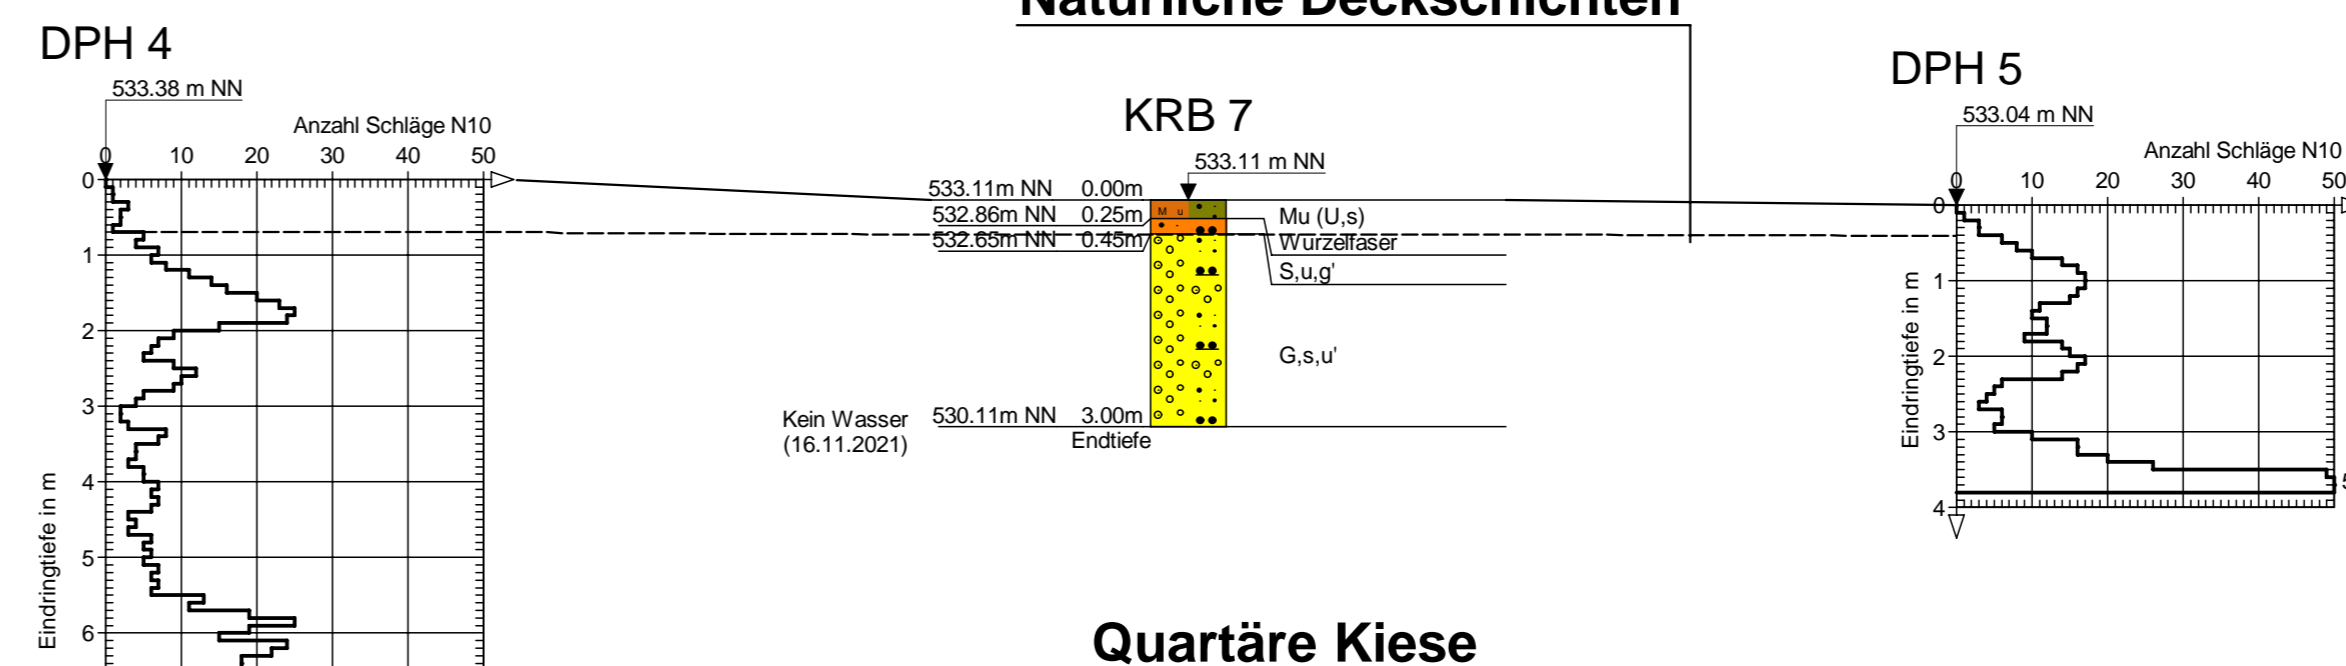 Natürliche Deckschichten
DPH 4
533.38 m NN
Anzahl Schläge N10
0 10 20 30 40 50
0
1
2
3
4
5
6
Eindringtiefe in m
KRB 7
533.11 m NN
533.11m NN 0.00m
532.86m NN 0.25m
532.65m NN 0.45m
M u
Mu (U,s)
Wurzelfaser
S,u,g'
G,s,u'
Kein Wasser
(16.11.2021)
530.11m NN 3.00m
Endtiefe
DPH 5
533.04 m NN
Anzahl Schläge N10
0 10 20 30 40 50
0
1
2
3
4
Eindringtiefe in m
Quartäre Kiese